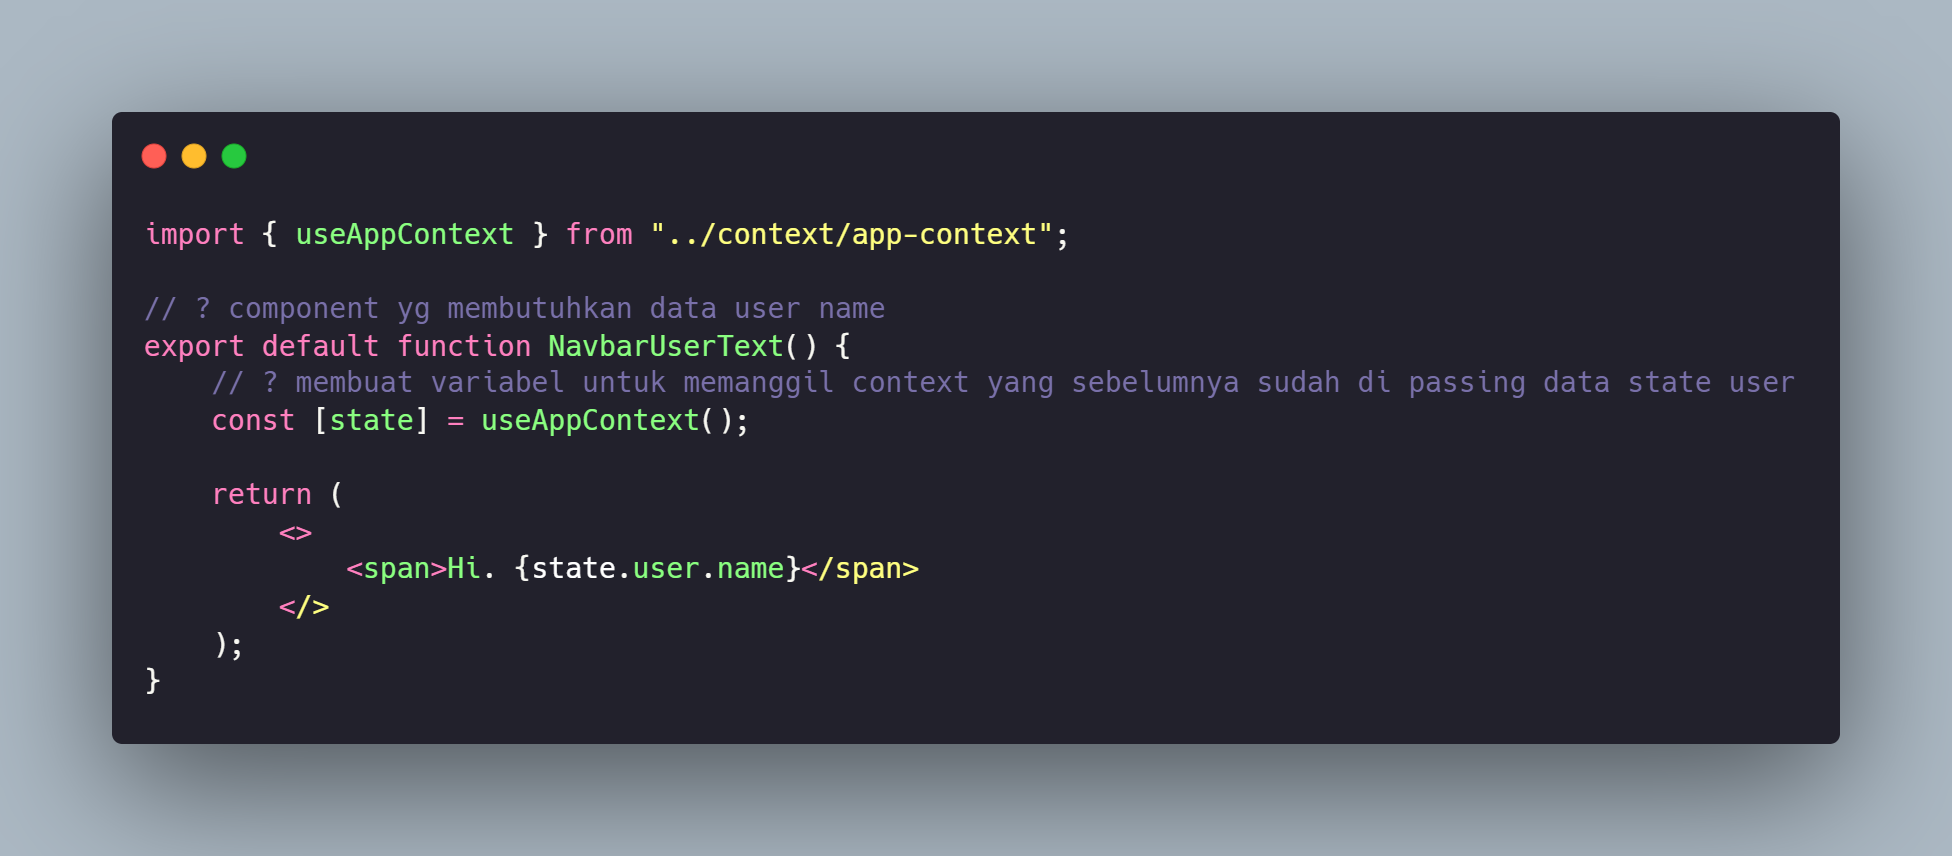 import { useAppContext } from "../context/app-context";
// ? component yg membutuhkan data user name
export default function NavbarUserText() {
// ? membuat variabel untuk memanggil context yang sebelumnya sudah di passing data state user
const [state] = useAppContext();
return (
<>
<span>Hi. {state.user.name}</span>
</>
);
}